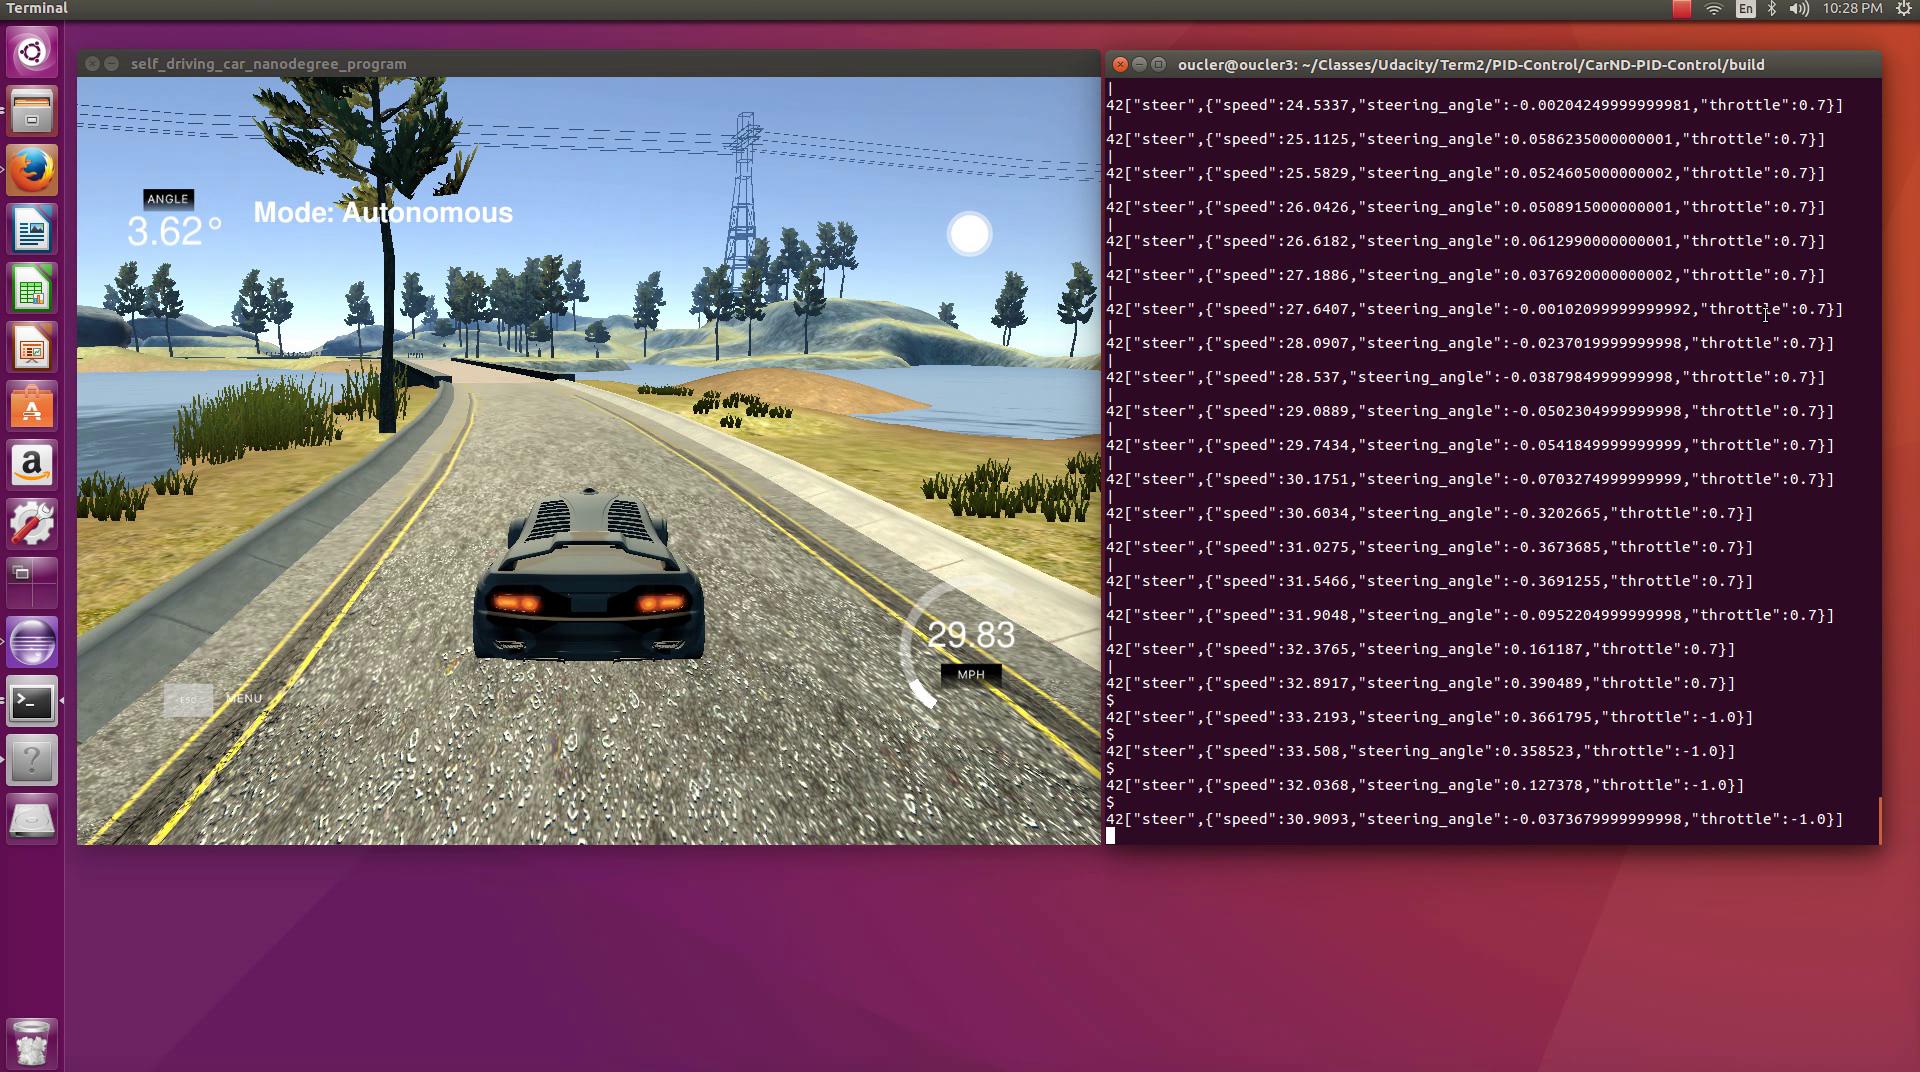 Terminal
En
10:28 PM
self_driving_car_nanodegree_program
ANGLE
3.62°
Mode: Autonomous
29.83
MPH
ESC
MENU
a
?
oucler@oucler3: ~/Classes/Udacity/Term2/PID-Control/CarND-PID-Control/build
|
42["steer",{"speed":24.5337,"steering_angle":-0.00204249999999981,"throttle":0.7}]
|
42["steer",{"speed":25.1125,"steering_angle":0.0586235000000001,"throttle":0.7}]
|
42["steer",{"speed":25.5829,"steering_angle":0.0524605000000002,"throttle":0.7}]
|
42["steer",{"speed":26.0426,"steering_angle":0.0508915000000001,"throttle":0.7}]
|
42["steer",{"speed":26.6182,"steering_angle":0.0612990000000001,"throttle":0.7}]
|
42["steer",{"speed":27.1886,"steering_angle":0.0376920000000002,"throttle":0.7}]
|
42["steer",{"speed":27.6407,"steering_angle":-0.001020999999999992,"throttle":0.7}]
|
42["steer",{"speed":28.0907,"steering_angle":-0.0237019999999998,"throttle":0.7}]
|
42["steer",{"speed":28.537,"steering_angle":-0.0387984999999998,"throttle":0.7}]
|
42["steer",{"speed":29.0889,"steering_angle":-0.0502304999999998,"throttle":0.7}]
|
42["steer",{"speed":29.7434,"steering_angle":-0.0541849999999999,"throttle":0.7}]
|
42["steer",{"speed":30.1751,"steering_angle":-0.0703274999999999,"throttle":0.7}]
|
42["steer",{"speed":30.6034,"steering_angle":-0.3202665,"throttle":0.7}]
|
42["steer",{"speed":31.0275,"steering_angle":-0.3673685,"throttle":0.7}]
|
42["steer",{"speed":31.5466,"steering_angle":-0.3691255,"throttle":0.7}]
|
42["steer",{"speed":31.9048,"steering_angle":-0.0952204999999998,"throttle":0.7}]
|
42["steer",{"speed":32.3765,"steering_angle":0.161187,"throttle":0.7}]
|
42["steer",{"speed":32.8917,"steering_angle":0.390489,"throttle":0.7}]
$
42["steer",{"speed":33.2193,"steering_angle":0.3661795,"throttle":-1.0}]
$
42["steer",{"speed":33.508,"steering_angle":0.358523,"throttle":-1.0}]
$
42["steer",{"speed":32.0368,"steering_angle":0.127378,"throttle":-1.0}]
$
42["steer",{"speed":30.9093,"steering_angle":-0.0373679999999998,"throttle":-1.0}]